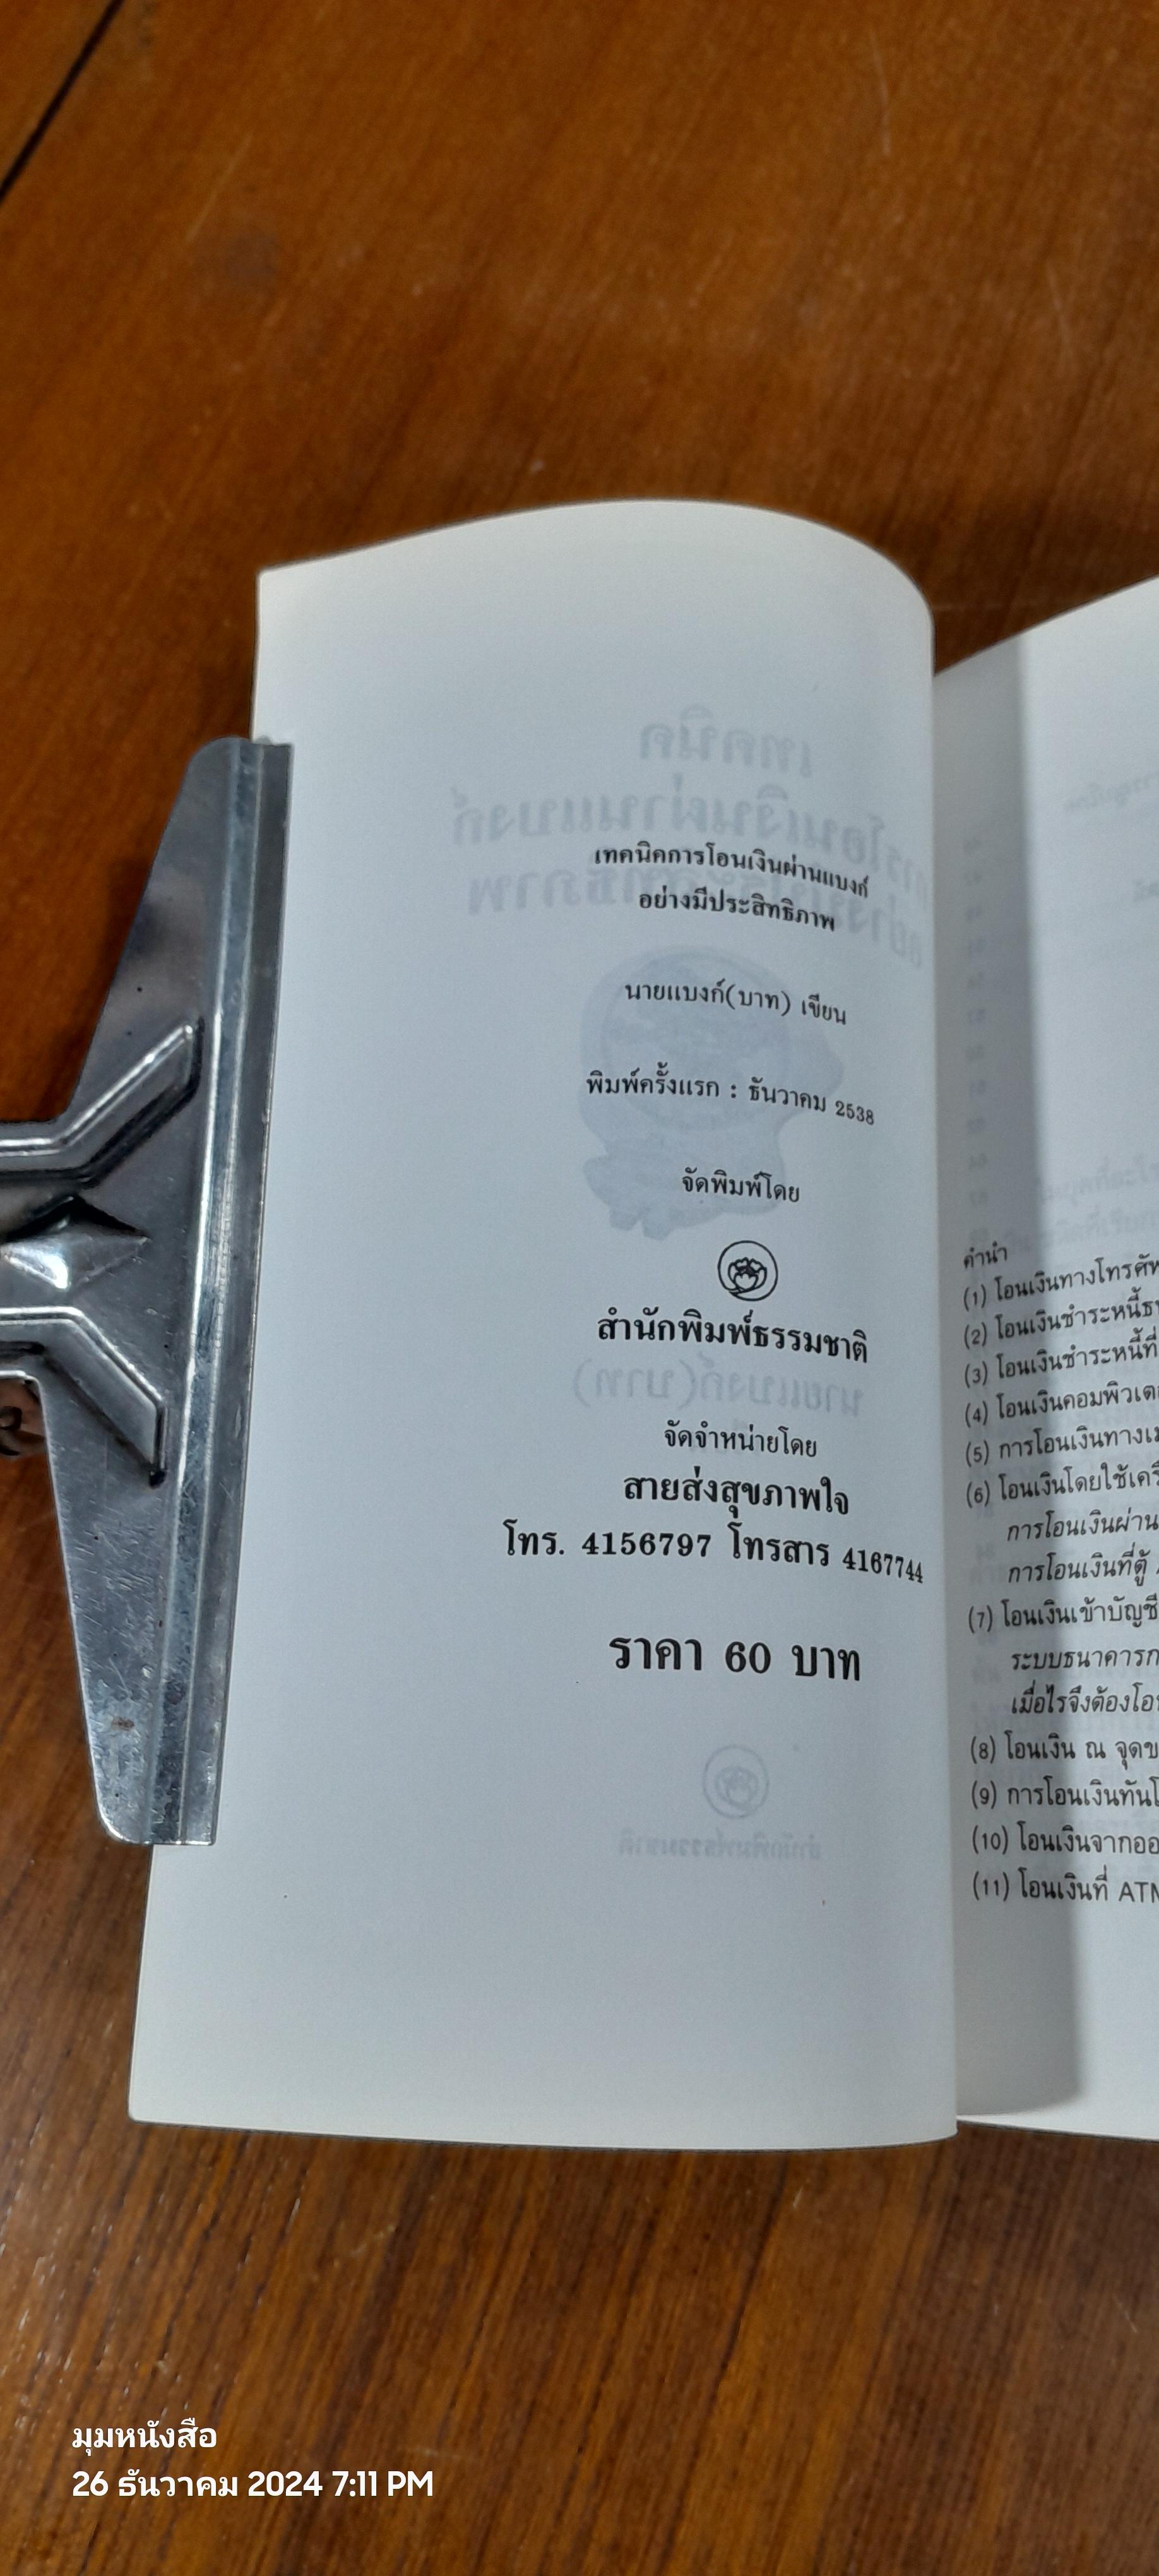 เทคนิคการโอนเงินผ่านแบงก์
อย่างมีประสิทธิภาพ
นายแบงก์(บาท) เขียน
พิมพ์ครั้งแรก : ธันวาคม 2538
จัดพิมพ์โดย
สำนักพิมพ์ธรรมชาติ
จัดจำหน่ายโดย
สายส่งสุขภาพใจ
โทร. 4156797 โทรสาร 4167744
ราคา 60 บาท
คำนำ
(1) โอนเงินทางโทรศัพ
(2) โอนเงินชำระหนี้
(3) โอนเงินชำระหนี้ที่
(4) โอนเงินคอมพิวเตอ
(5) การโอนเงินทาง
(6) โอนเงินโดยใช้เครื
การโอนเงินผ่าน
การโอนเงินที่ตู้
(7) โอนเงินเข้าบัญชี
ระบบธนาคารก
เมื่อไรจึงต้องโอน
(8) โอนเงิน ณ จุดข
(9) การโอนเงินทันใ
(10) โอนเงินจากออ
(11) โอนเงินที่ ATM
มุมหนังสือ
26 ธันวาคม 2024 7:11 PM